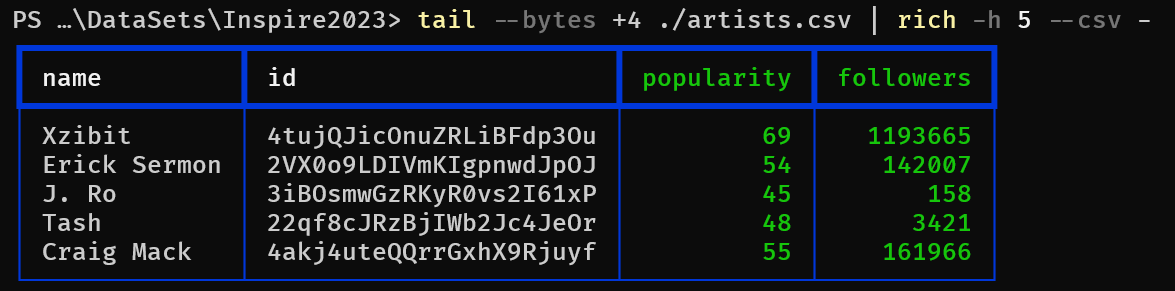 PS …\DataSets\Inspire2023> tail --bytes +4 ./artists.csv | rich -h 5 --csv -
name id popularity followers
Xzibit 4tujQJicOnuZRLiBFdp3Ou 69 1193665
Erick Sermon 2VX0o9LDIVmKIgpnwdJpOJ 54 142007
J. Ro 3iBOsmwGzRKyR0vs2I61xP 45 158
Tash 22qf8cJRzBjIWb2Jc4JeOr 48 3421
Craig Mack 4akj4uteQQrrGxhX9Rjuyf 55 161966